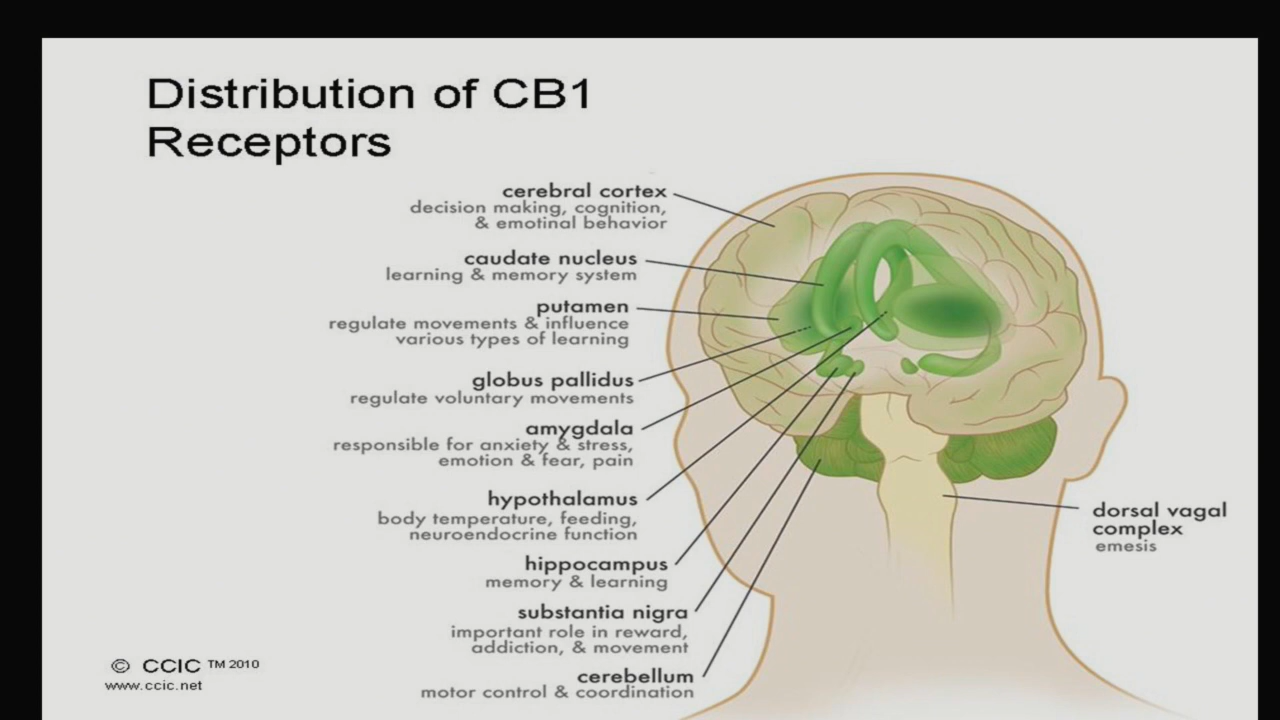 Distribution of CB1
Receptors
cerebral cortex
decision making, cognition,
& emotinal behavior
caudate nucleus
learning & memory system
putamen
regulate movements & influence
various types of learning
globus pallidus
regulate voluntary movements
amygdala
responsible for anxiety & stress,
emotion & fear, pain
hypothalamus
body temperature, feeding,
neuroendocrine function
hippocampus
memory & learning
substantia nigra
important role in reward,
addiction, & movement
cerebellum
motor control & coordination
dorsal vagal
complex
emesis
© CCIC TM 2010
www.ccic.net